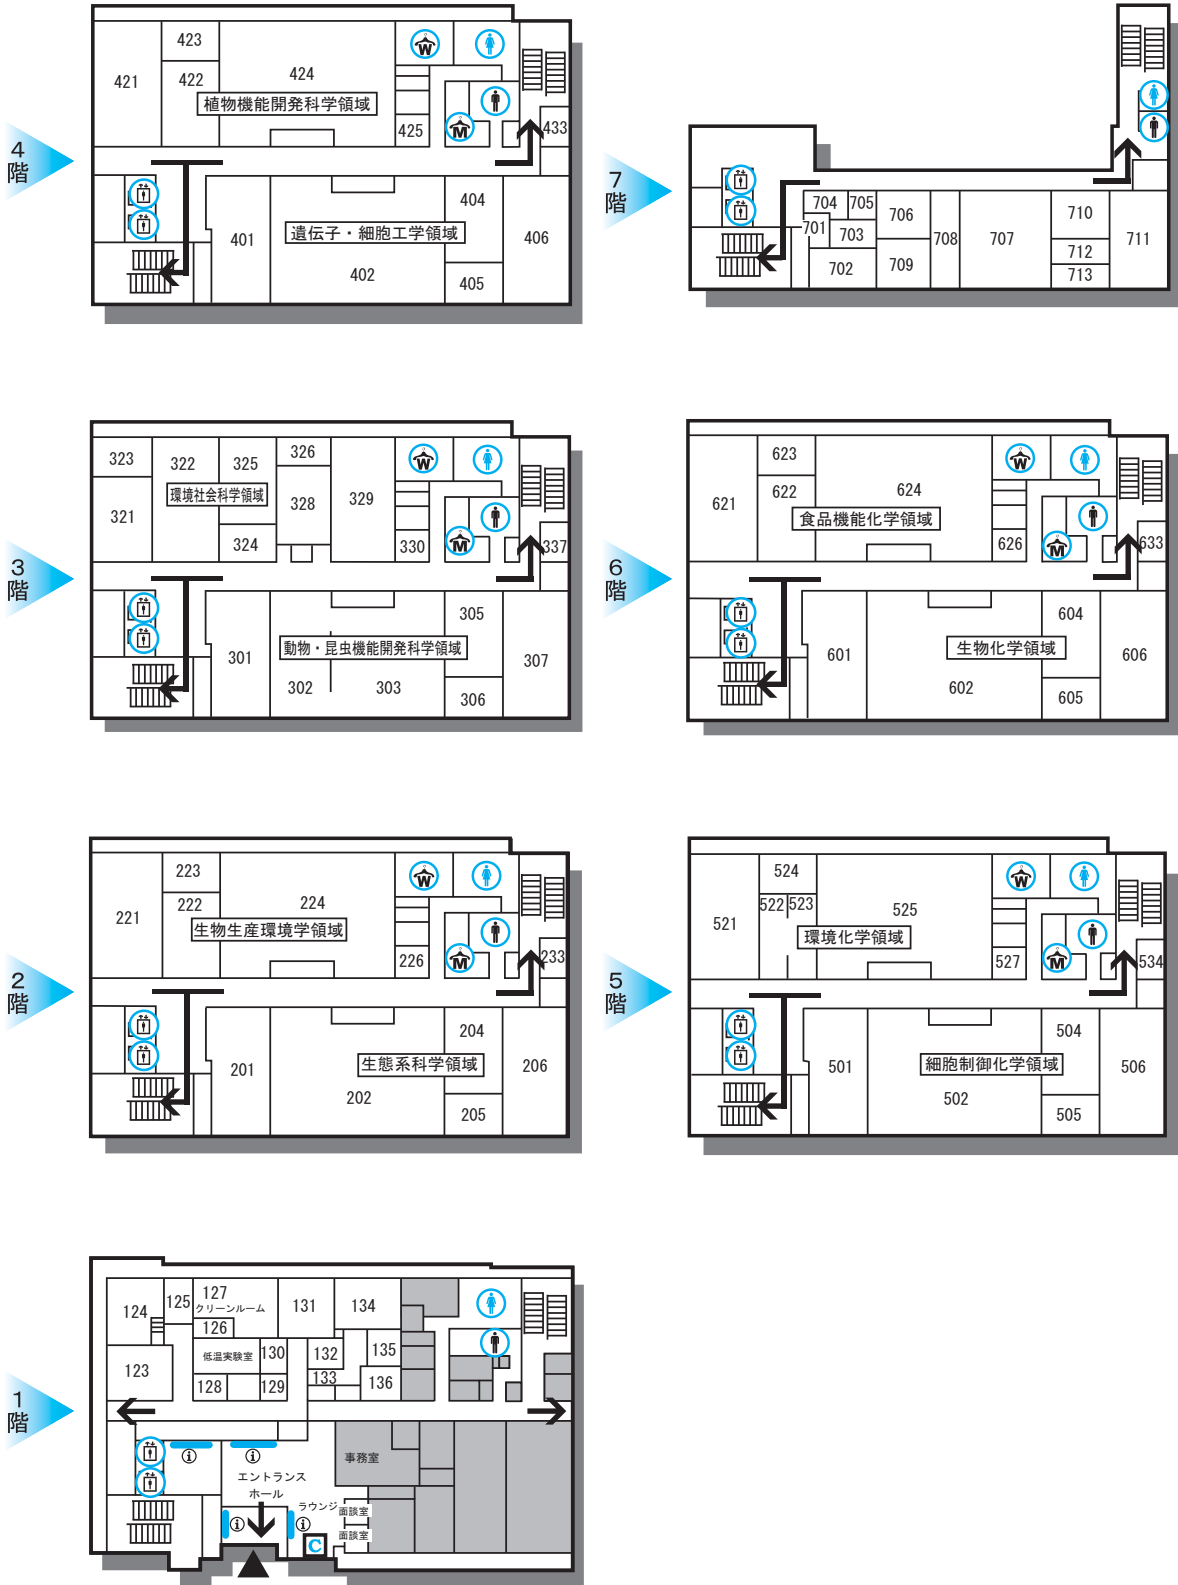 4
階
423
421
422
424
植物機能開発科学領域
W
425
M
433
401
遺伝子・細胞工学領域
402
404
405
406
7
階
704
705
701
703
702
706
709
708
707
710
712
713
711
3
階
323
322
325
326
環境社会科学領域
321
324
328
329
W
330
M
337
301
動物・昆虫機能開発科学領域
302
303
305
306
307
6
階
623
621
622
624
食品機能化学領域
W
626
M
633
601
生物化学領域
602
604
605
606
2
階
223
221
222
224
生物生産環境学領域
W
226
M
233
201
生態系科学領域
202
204
205
206
5
階
524
521
522
523
525
環境化学領域
W
527
M
534
501
細胞制御化学領域
502
504
505
506
1
階
124
125
127
クリーンルーム
126
131
134
123
低温実験室
130
132
135
128
129
133
136
事務室
i
i
エントランス
ホール
ラウンジ
面談室
i
i
面談室
C